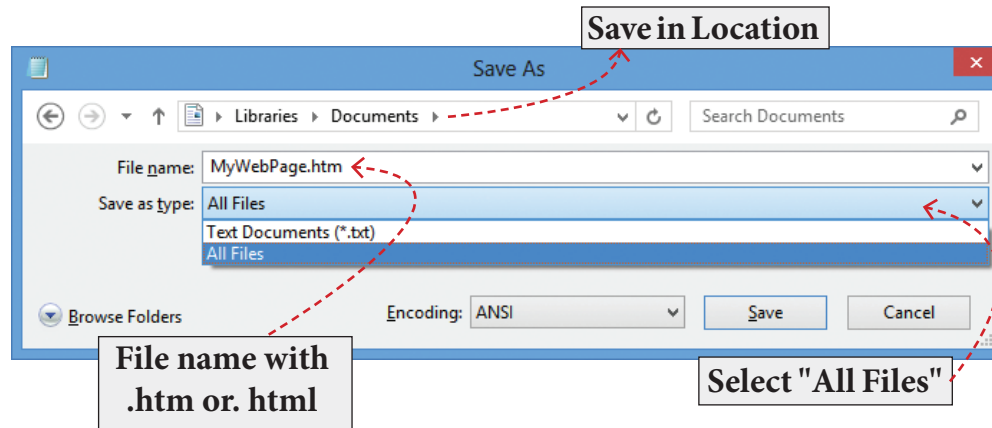 Save in Location
Save As
Libraries Documents
Search Documents
File name: MyWebPage.htm
Save as type: All Files
Text Documents (*.txt)
All Files
Browse Folders
Encoding: ANSI
Save
Cancel
File name with
.htm or. html
Select "All Files"